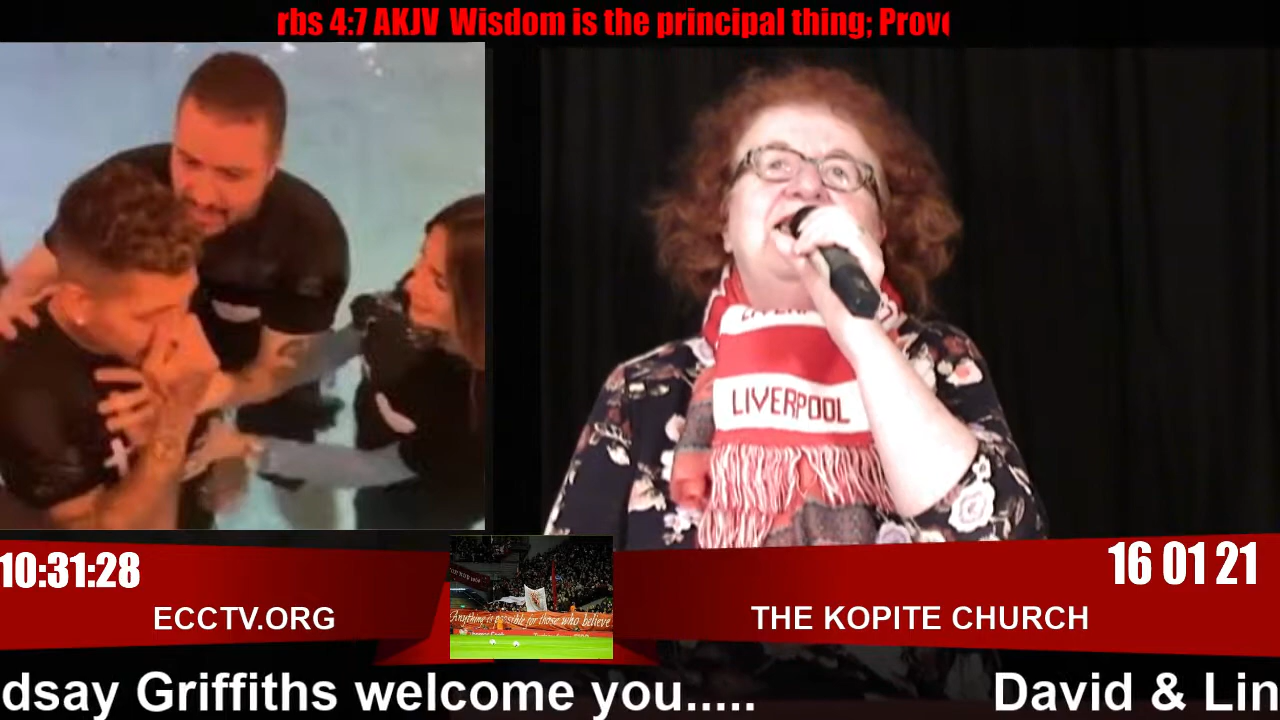 rbs 4:7 AKJV Wisdom is the principal thing; Prov
LIVERPOOL
10:31:28
16 01 21
ECCTV.ORG
THE KOPITE CHURCH
Anything is possible for those who believe
dsay Griffiths welcome you..... David & Lin